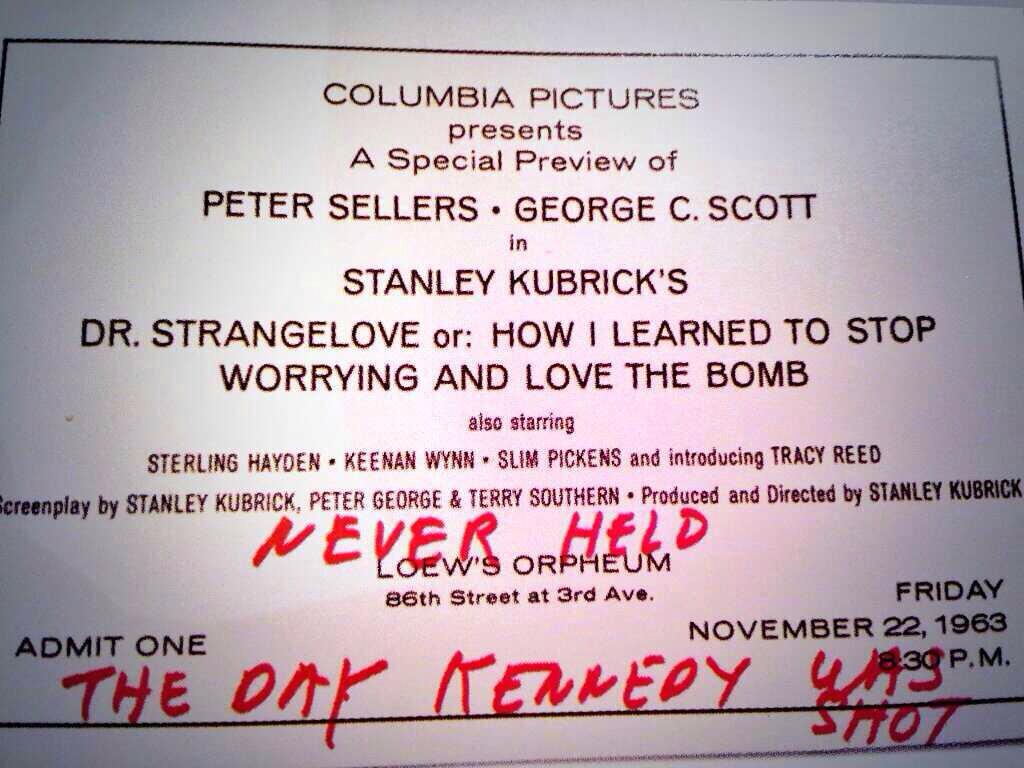 COLUMBIA PICTURES
presents
A Special Preview of
PETER SELLERS • GEORGE C. SCOTT
in
STANLEY KUBRICK'S
DR. STRANGELOVE or: HOW I LEARNED TO STOP
WORRYING AND LOVE THE BOMB
also starring
STERLING HAYDEN • KEENAN WYNN • SLIM PICKENS and introducing TRACY REED
Screenplay by STANLEY KUBRICK, PETER GEORGE & TERRY SOUTHERN • Produced and Directed by STANLEY KUBRICK
NEVER HELD
LOEW'S ORPHEUM
86th Street at 3rd Ave.
FRIDAY
NOVEMBER 22, 1963
8:30 P.M.
ADMIT ONE
THE DAY KENNEDY WAS
SHOT